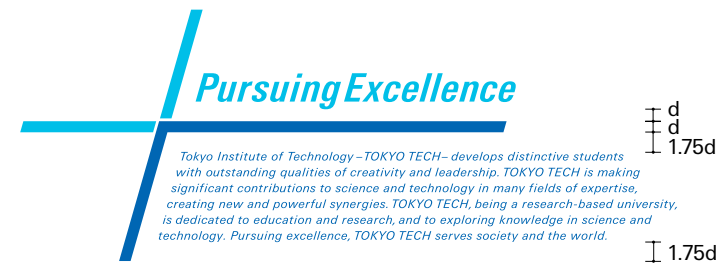 Pursuing Excellence
d
d
1.75d
Tokyo Institute of Technology –TOKYO TECH– develops distinctive students
with outstanding qualities of creativity and leadership. TOKYO TECH is making
significant contributions to science and technology in many fields of expertise,
creating new and powerful synergies. TOKYO TECH, being a research-based university,
is dedicated to education and research, and to exploring knowledge in science and
technology. Pursuing excellence, TOKYO TECH serves society and the world.
1.75d